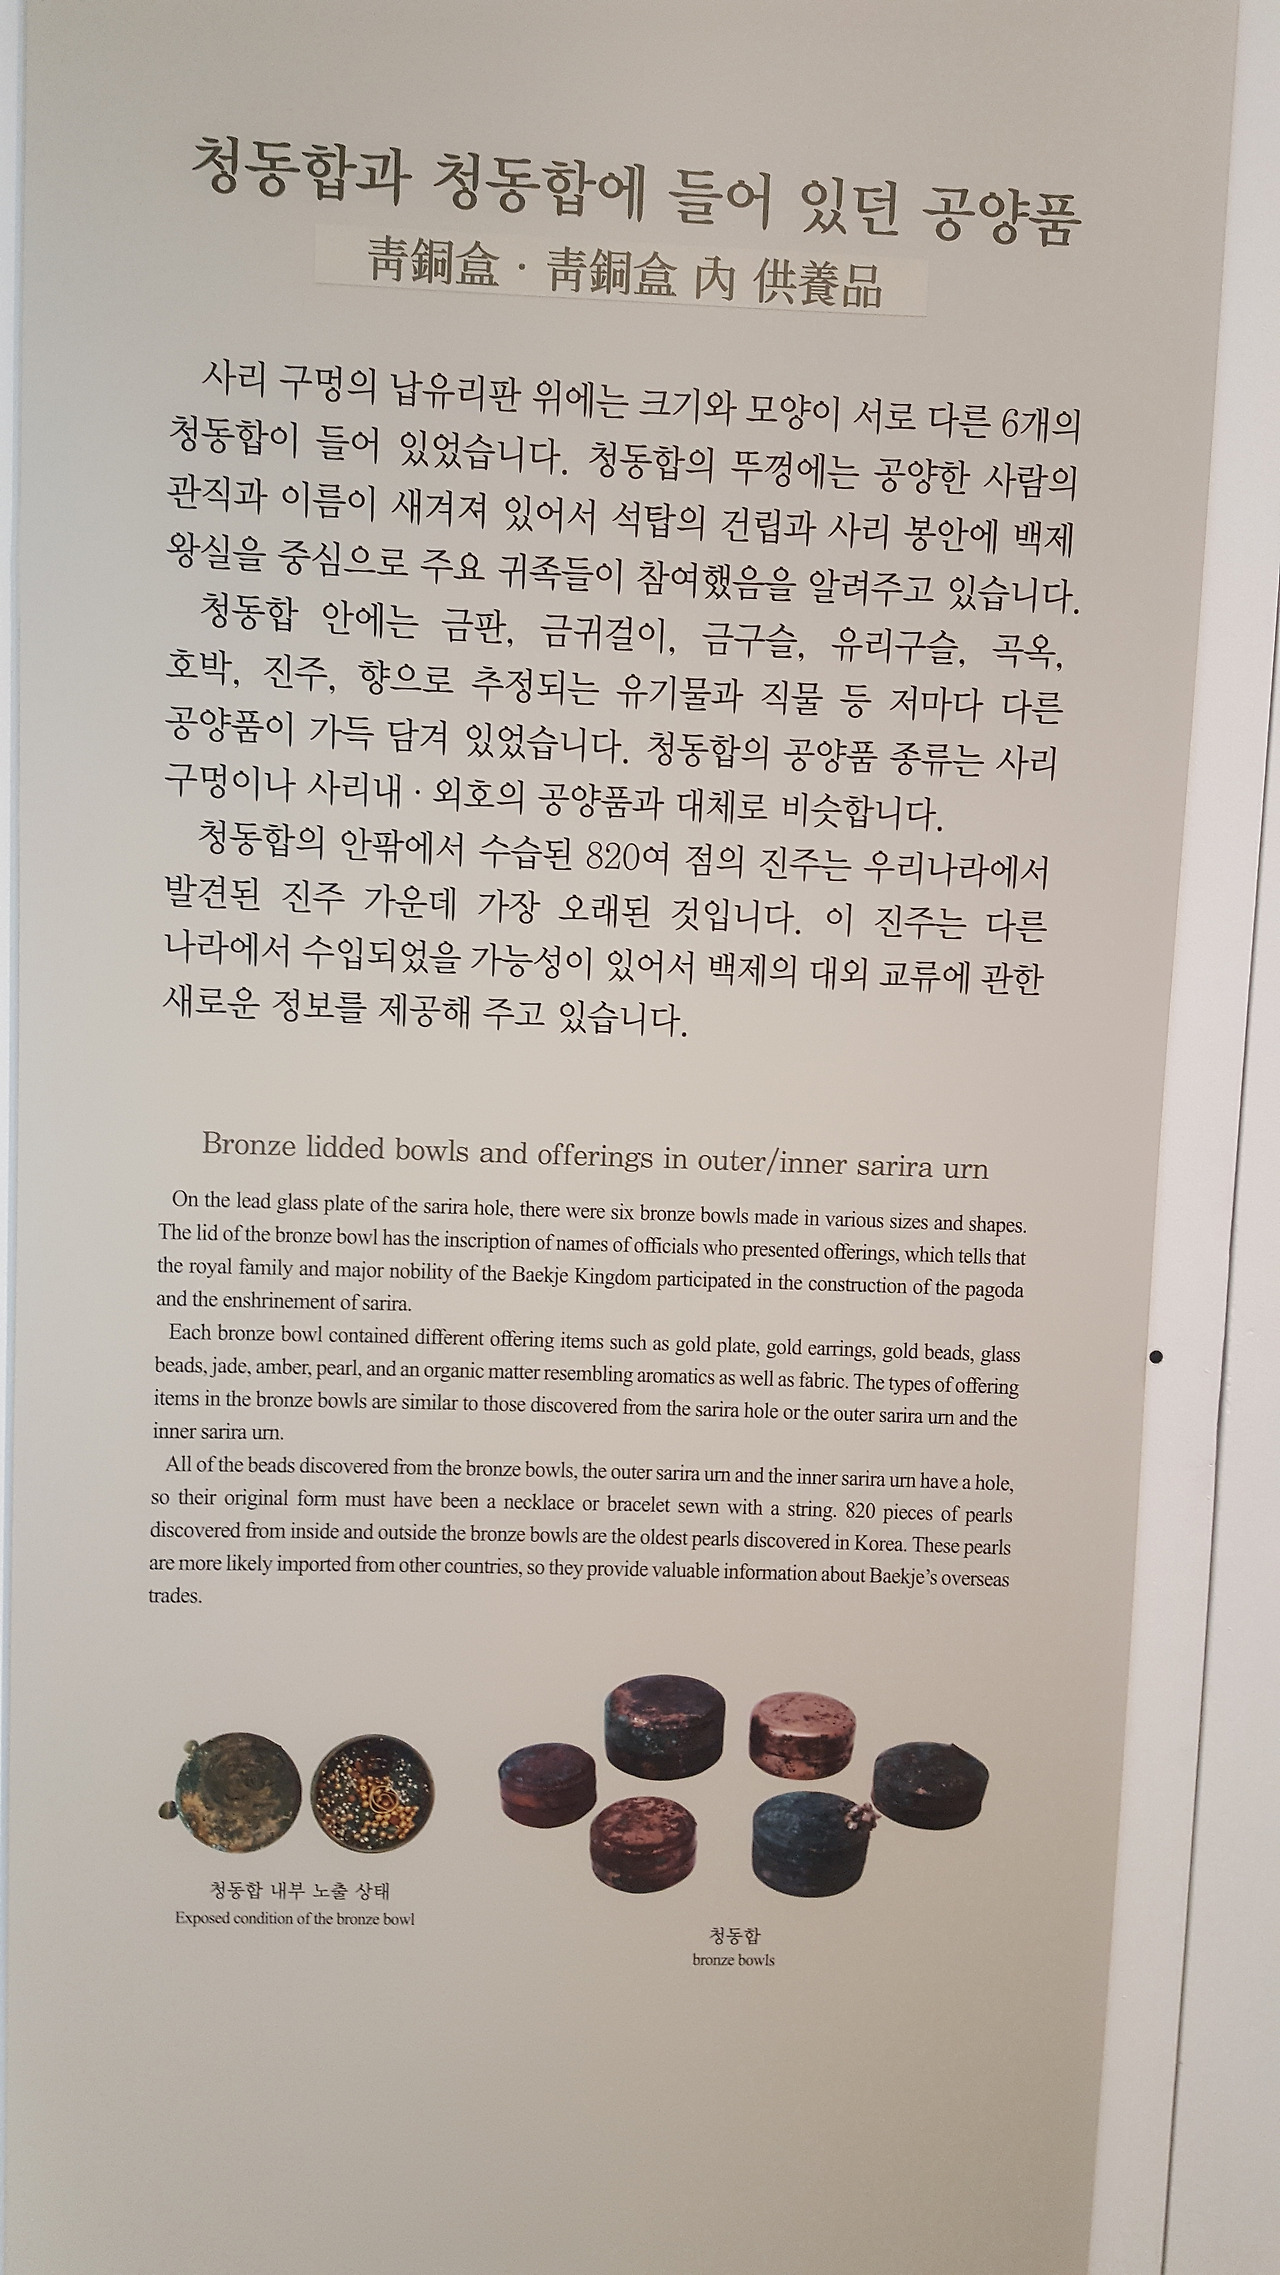 청동합과 청동합에 들어 있던 공양품
靑銅盒 · 靑銅盒 內 供養品
사리 구멍의 납유리판 위에는 크기와 모양이 서로 다른 6개의
청동합이 들어 있었습니다. 청동합의 뚜껑에는 공양한 사람의
관직과 이름이 새겨져 있어서 석탑의 건립과 사리 봉안에 백제
왕실을 중심으로 주요 귀족들이 참여했음을 알려주고 있습니다.
청동합 안에는 금판, 금귀걸이, 금구슬, 유리구슬, 곡옥,
호박, 진주, 향으로 추정되는 유기물과 직물 등 저마다 다른
공양품이 가득 담겨 있었습니다. 청동합의 공양품 종류는 사리
구멍이나 사리내 · 외호의 공양품과 대체로 비슷합니다.
청동합의 안팎에서 수습된 820여 점의 진주는 우리나라에서
발견된 진주 가운데 가장 오래된 것입니다. 이 진주는 다른
나라에서 수입되었을 가능성이 있어서 백제의 대외 교류에 관한
새로운 정보를 제공해 주고 있습니다.
Bronze lidded bowls and offerings in outer/inner sarira urn
On the lead glass plate of the sarira hole, there were six bronze bowls made in various sizes and shapes.
The lid of the bronze bowl has the inscription of names of officials who presented offerings, which tells that
the royal family and major nobility of the Baekje Kingdom participated in the construction of the pagoda
and the enshrinement of sarira.
Each bronze bowl contained different offering items such as gold plate, gold earrings, gold beads, glass
beads, jade, amber, pearl, and an organic matter resembling aromatics as well as fabric. The types of offering
items in the bronze bowls are similar to those discovered from the sarira hole or the outer sarira urn and the
inner sarira urn.
All of the beads discovered from the bronze bowls, the outer sarira urn and the inner sarira urn have a hole,
so their original form must have been a necklace or bracelet sewn with a string. 820 pieces of pearls
discovered from inside and outside the bronze bowls are the oldest pearls discovered in Korea. These pearls
are more likely imported from other countries, so they provide valuable information about Baekje's overseas
trades.
청동합 내부 노출 상태
Exposed condition of the bronze bowl
청동합
bronze bowls